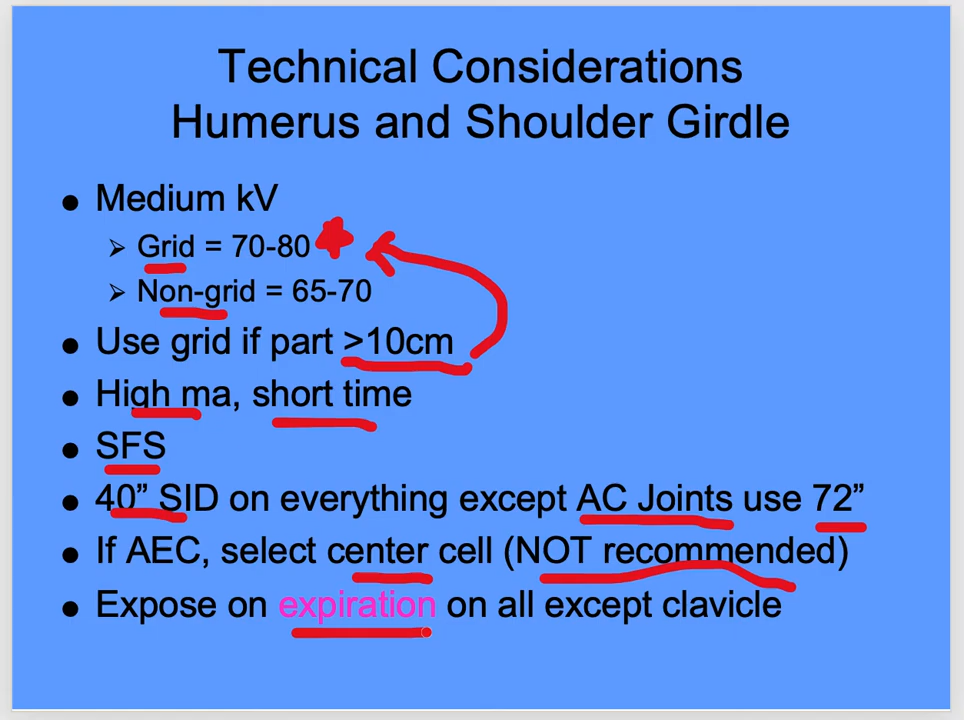 Technical Considerations
Humerus and Shoulder Girdle
● Medium kV
➢ Grid = 70-80
➢ Non-grid = 65-70
● Use grid if part >10cm
● High ma, short time
● SFS
● 40” SID on everything except AC Joints use 72”
● If AEC, select center cell (NOT recommended)
● Expose on expiration on all except clavicle